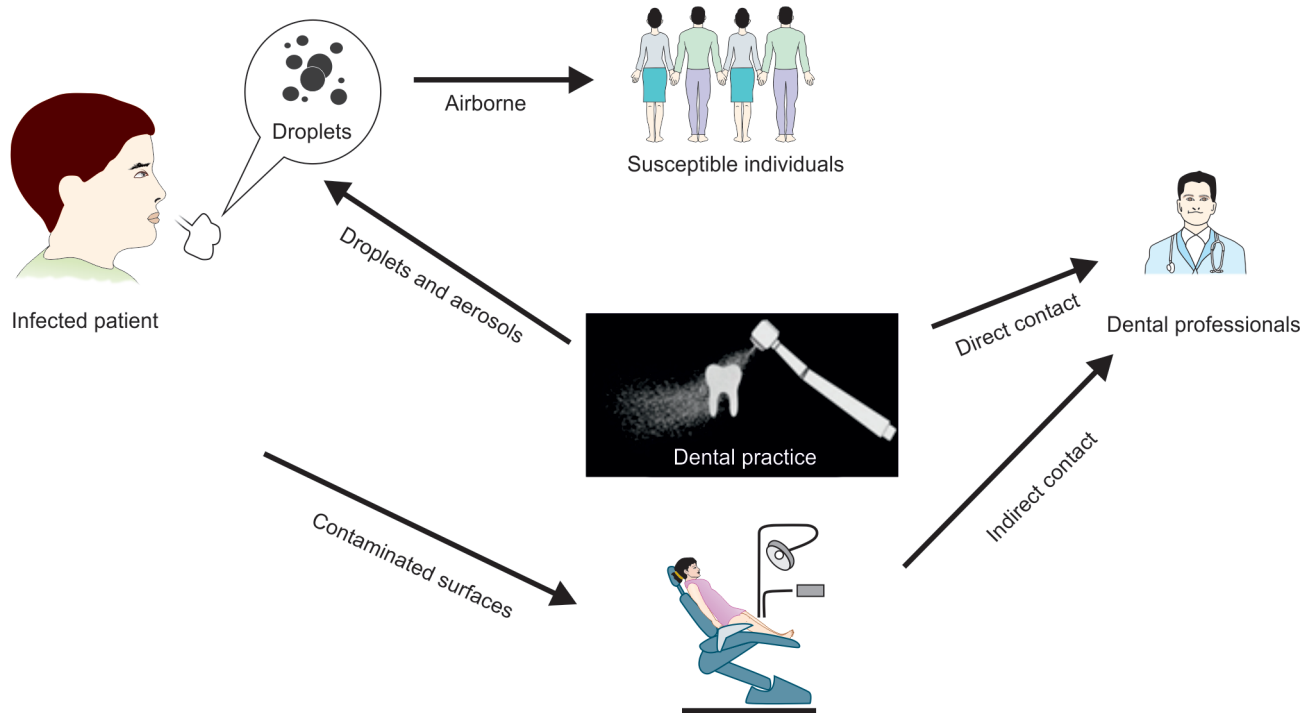 Droplets
Airborne
Susceptible individuals
Infected patient
Droplets and aerosols
Direct contact
Dental professionals
Dental practice
Indirect contact
Contaminated surfaces